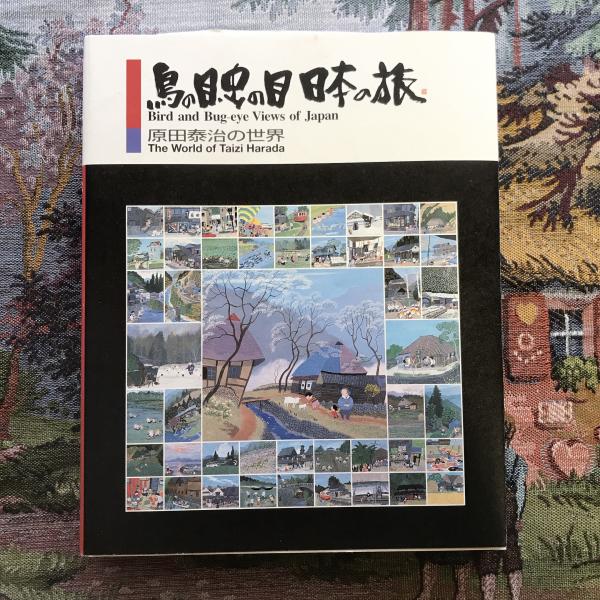 鳥の目虫の目 日本の旅
Bird and Bug-eye Views of Japan
原田泰治の世界
The World of Taizi Harada